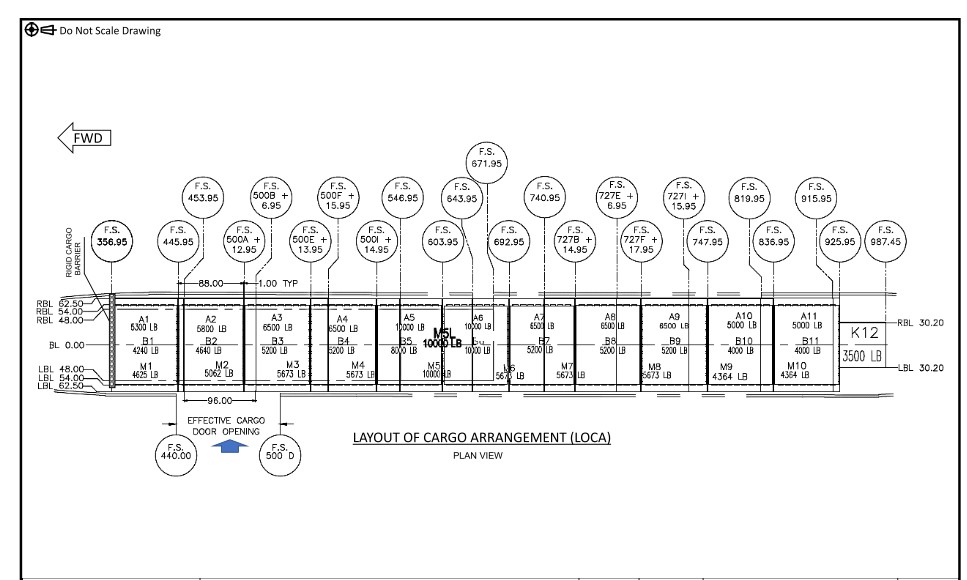 Do Not Scale Drawing
FWD
F.S. 671.95
F.S. 453.95
F.S. 500B + 6.95
F.S. 500F + 15.95
F.S. 546.95
F.S. 643.95
F.S. 740.95
F.S. 727E + 6.95
F.S. 727I + 15.95
F.S. 819.95
F.S. 915.95
F.S. 356.95
F.S. 445.95
F.S. 500A + 12.95
F.S. 500E + 13.95
F.S. 500I + 14.95
F.S. 603.95
F.S. 692.95
F.S. 727B + 14.95
F.S. 727F + 17.95
F.S. 747.95
F.S. 836.95
F.S. 925.95
F.S. 987.45
RIGID CARGO
BARRIER
88.00
1.00 TYP
RBL 62.50
RBL 54.00
RBL 48.00
BL 0.00
LBL 48.00
LBL 54.00
LBL 62.50
A1
5300 LB
A2
5800 LB
A3
6500 LB
A4
6500 LB
A5
10000 LB
A6
10000 LB
A7
6500 LB
A8
6500 LB
A9
6500 LB
A10
5000 LB
A11
5000 LB
M5L
10000 LB
B1
4240 LB
B2
4640 LB
B3
5200 LB
B4
5200 LB
B5
8000 LB
B7
5200 LB
B8
5200 LB
B9
5200 LB
B10
4000 LB
B11
4000 LB
M1
4625 LB
M2
5062 LB
M3
5673 LB
M4
5673 LB
M5
10000 LB
M6
5673 LB
M7
5673 LB
M8
5673 LB
M9
4364 LB
M10
4364 LB
RBL 30.20
K12
3500 LB
LBL 30.20
96.00
EFFECTIVE CARGO
DOOR OPENING
F.S. 440.00
F.S. 500 D
LAYOUT OF CARGO ARRANGEMENT (LOCA)
PLAN VIEW